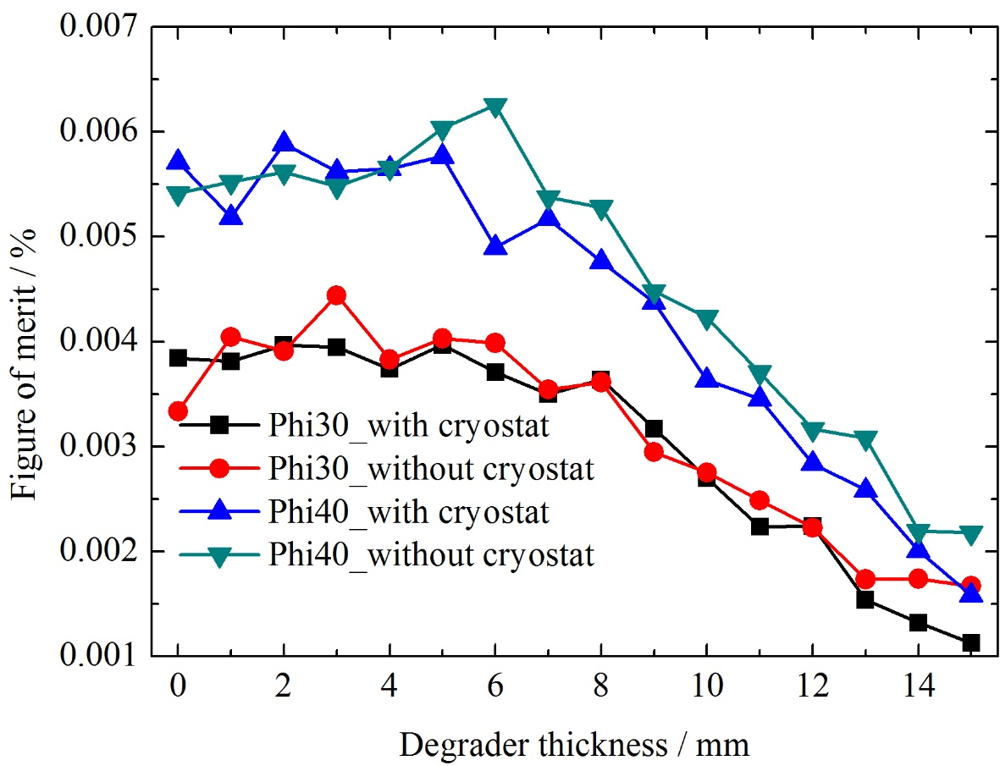 0.007
0.006
0.005
0.004
0.003
0.002
0.001
Figure of merit / %
Phi30_with cryostat
Phi30_without cryostat
Phi40_with cryostat
Phi40_without cryostat
0 2 4 6 8 10 12 14
Degrader thickness / mm